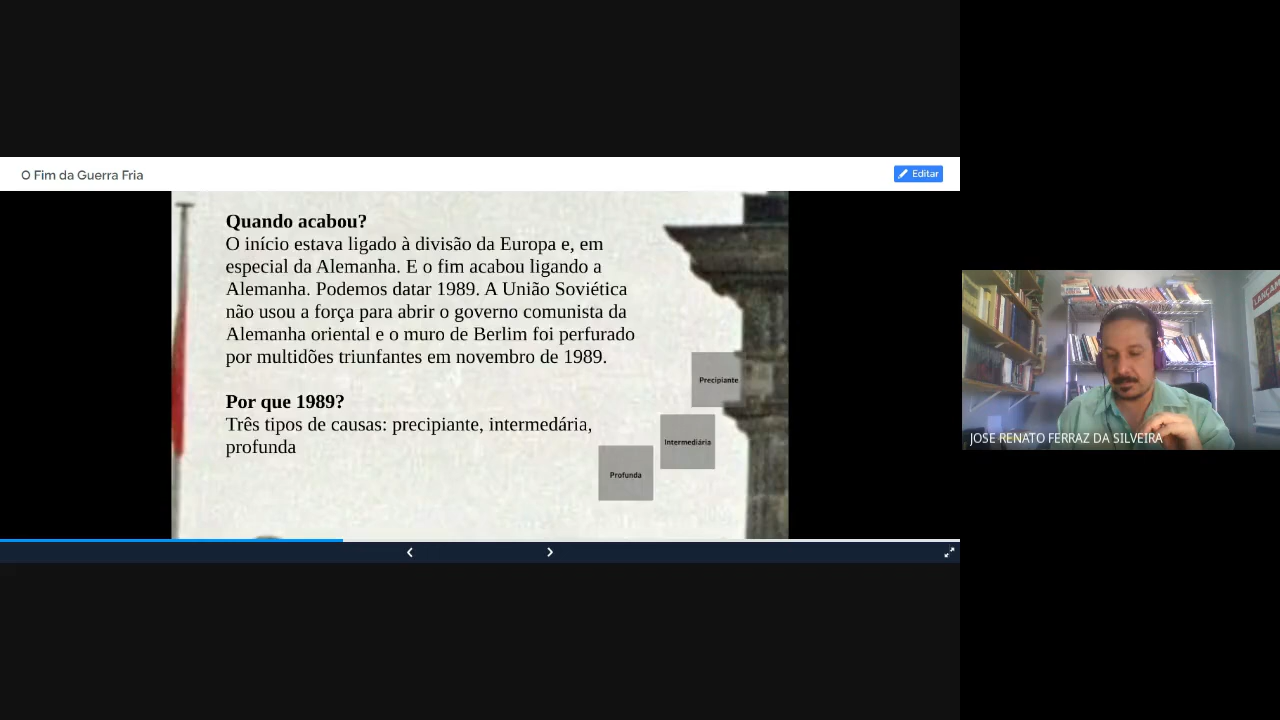 O Fim da Guerra Fria
Editar
Quando acabou?
O início estava ligado à divisão da Europa e, em
especial da Alemanha. E o fim acabou ligando a
Alemanha. Podemos datar 1989. A União Soviética
não usou a força para abrir o governo comunista da
Alemanha oriental e o muro de Berlim foi perfurado
por multidões triunfantes em novembro de 1989.
Por que 1989?
Três tipos de causas: precipiante, intermedária,
profunda
Precipiante
Intermediária
Profunda
LANÇAM
JOSE RENATO FERRAZ DA SILVEIRA